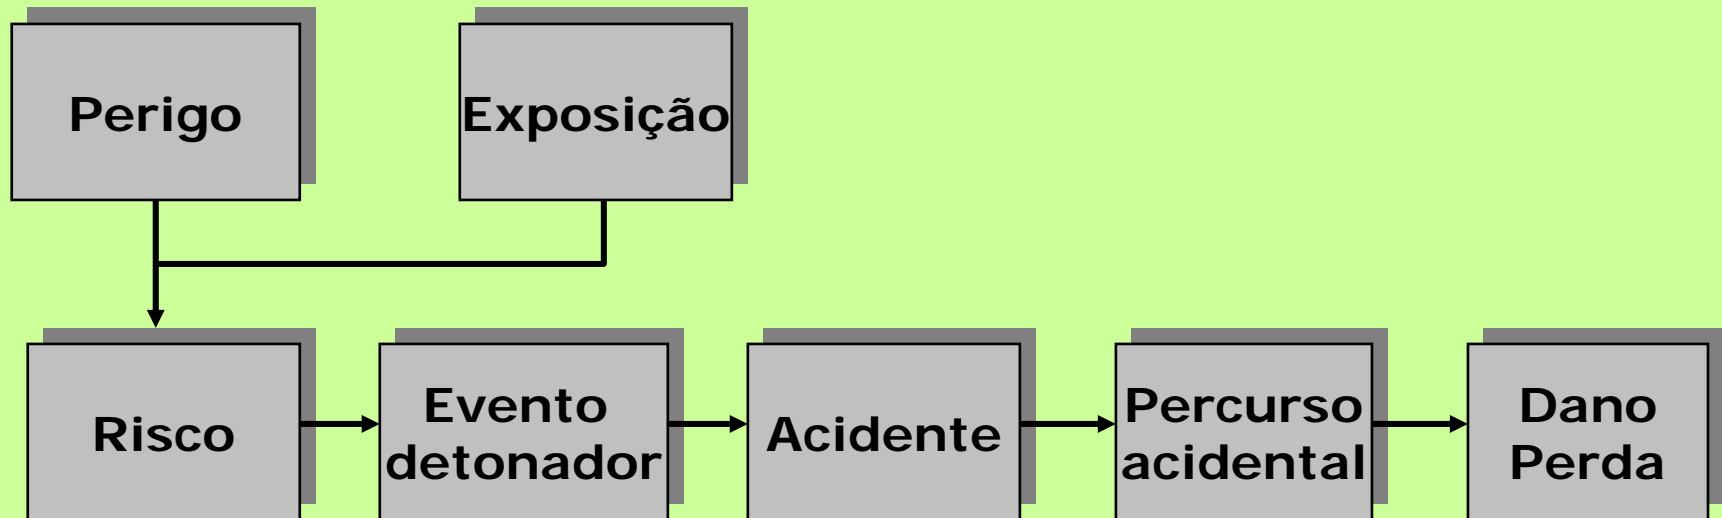 Perigo
Exposição
Risco
Evento
detonador
Acidente
Percurso
acidental
Dano
Perda